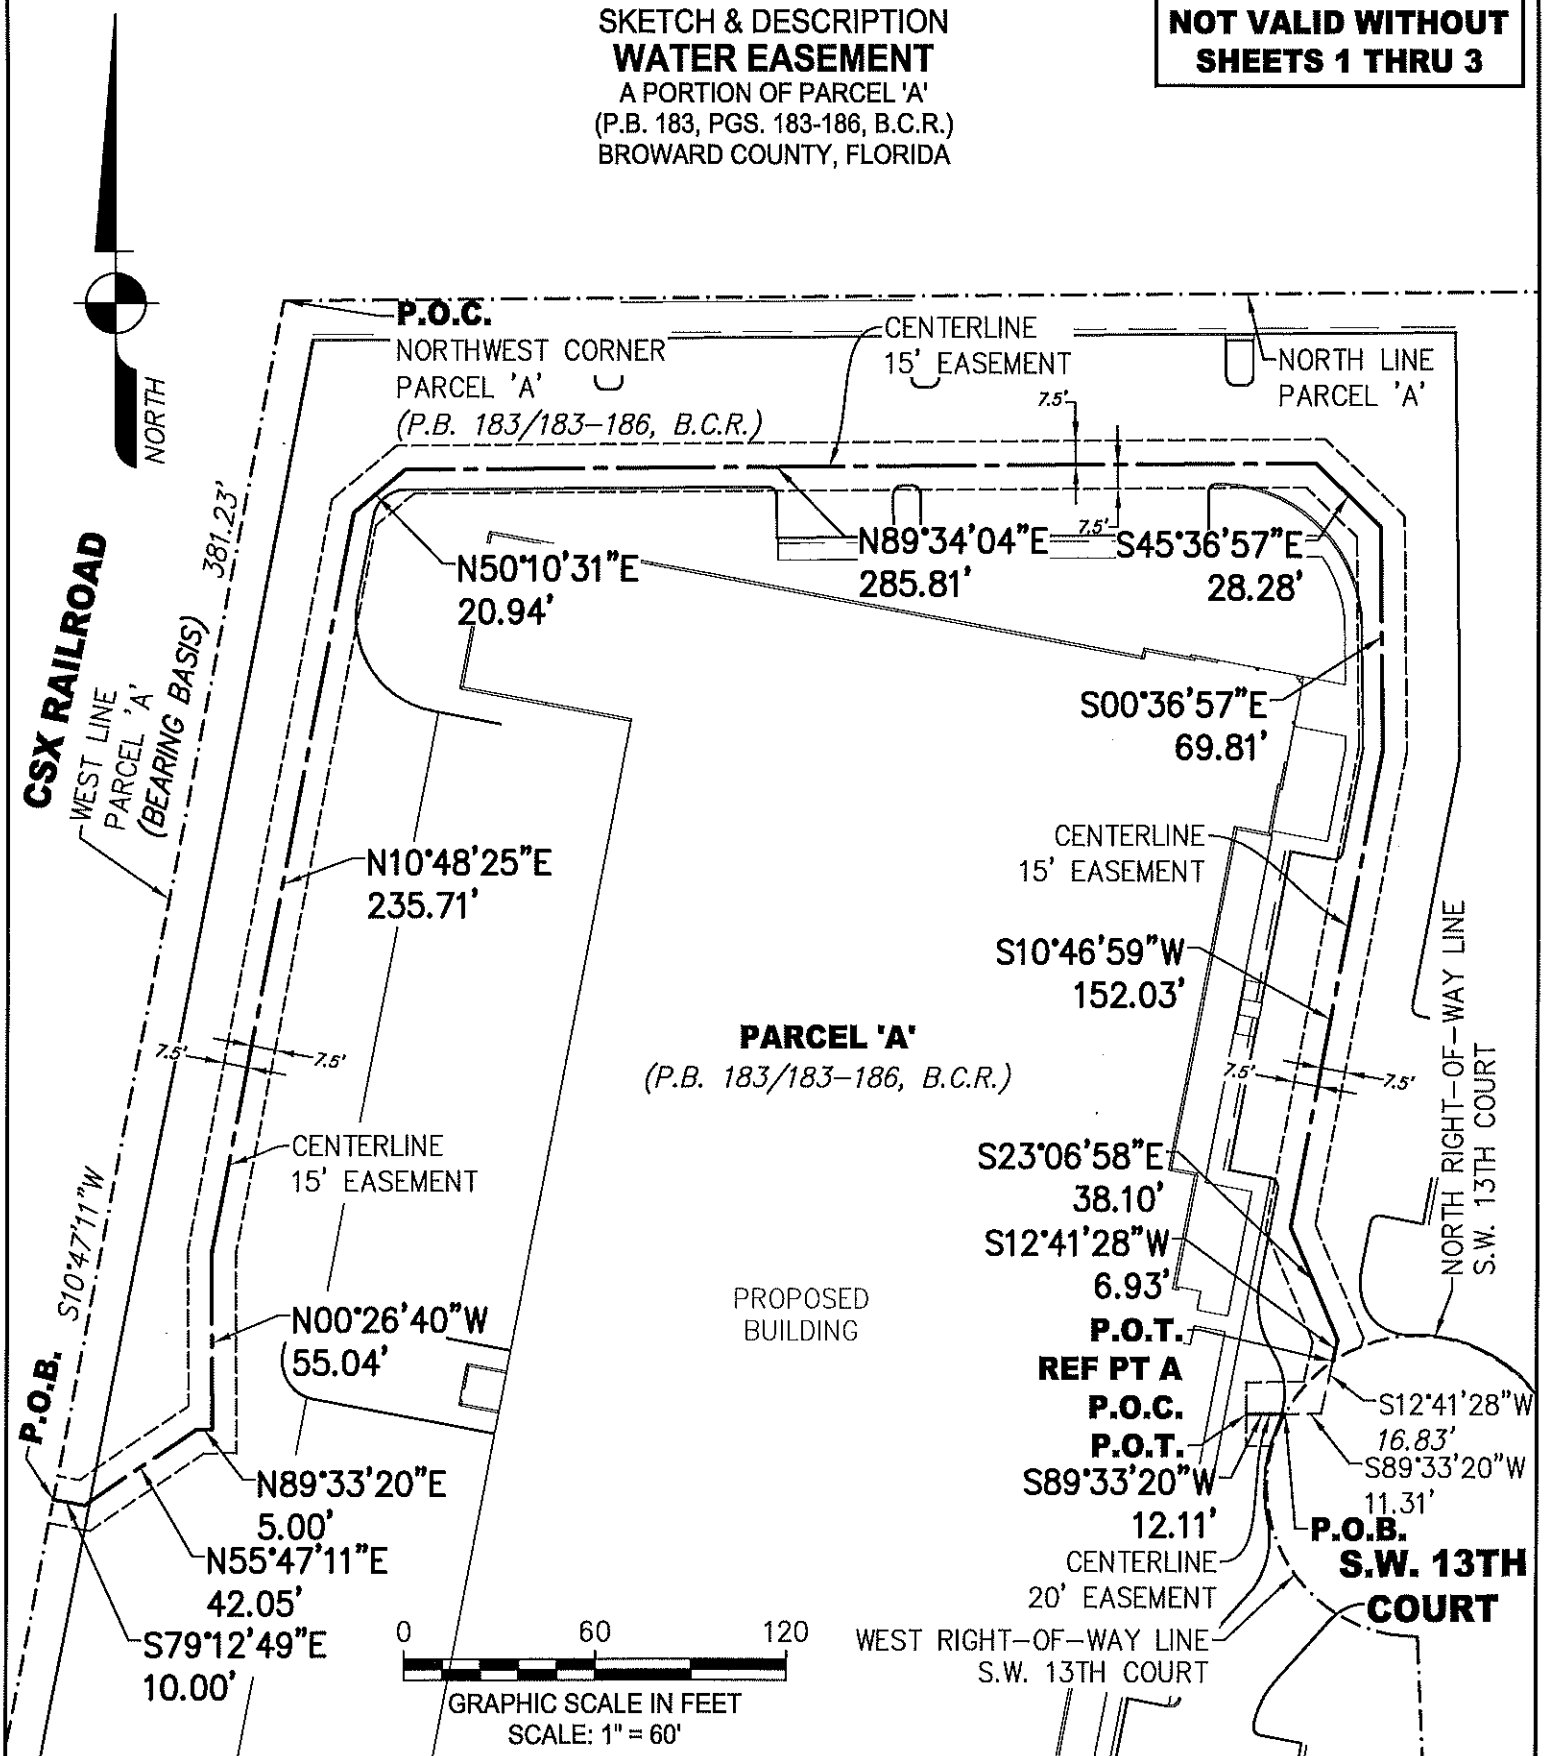 SKETCH & DESCRIPTION
WATER EASEMENT
A PORTION OF PARCEL 'A'
(P.B. 183, PGS. 183-186, B.C.R.)
BROWARD COUNTY, FLORIDA
NOT VALID WITHOUT
SHEETS 1 THRU 3
NORTH
P.O.C.
NORTHWEST CORNER
PARCEL 'A'
(P.B. 183/183-186, B.C.R.)
CENTERLINE
15' EASEMENT
NORTH LINE
PARCEL 'A'
7.5'
7.5'
381.23'
CSX RAILROAD
WEST LINE
PARCEL 'A'
(BEARING BASIS)
N50°10'31"E
20.94'
N89°34'04"E
285.81'
S45°36'57"E
28.28'
S00°36'57"E
69.81'
N10°48'25"E
235.71'
CENTERLINE
15' EASEMENT
S10°46'59"W
152.03'
NORTH RIGHT-OF-WAY LINE
S.W. 13TH COURT
PARCEL 'A'
(P.B. 183/183-186, B.C.R.)
7.5'
7.5'
7.5'
7.5'
CENTERLINE
15' EASEMENT
S10°47'11"W
S23°06'58"E
38.10'
S12°41'28"W
6.93'
PROPOSED
BUILDING
N00°26'40"W
55.04'
P.O.T.
REF PT A
P.O.C.
P.O.T.
S89°33'20"W
12.11'
S12°41'28"W
16.83'
S89°33'20"W
11.31'
P.O.B.
P.O.B.
N89°33'20"E
5.00'
N55°47'11"E
42.05'
S79°12'49"E
10.00'
CENTERLINE
20' EASEMENT
S.W. 13TH
COURT
WEST RIGHT-OF-WAY LINE
S.W. 13TH COURT
0 60 120
GRAPHIC SCALE IN FEET
SCALE: 1" = 60'